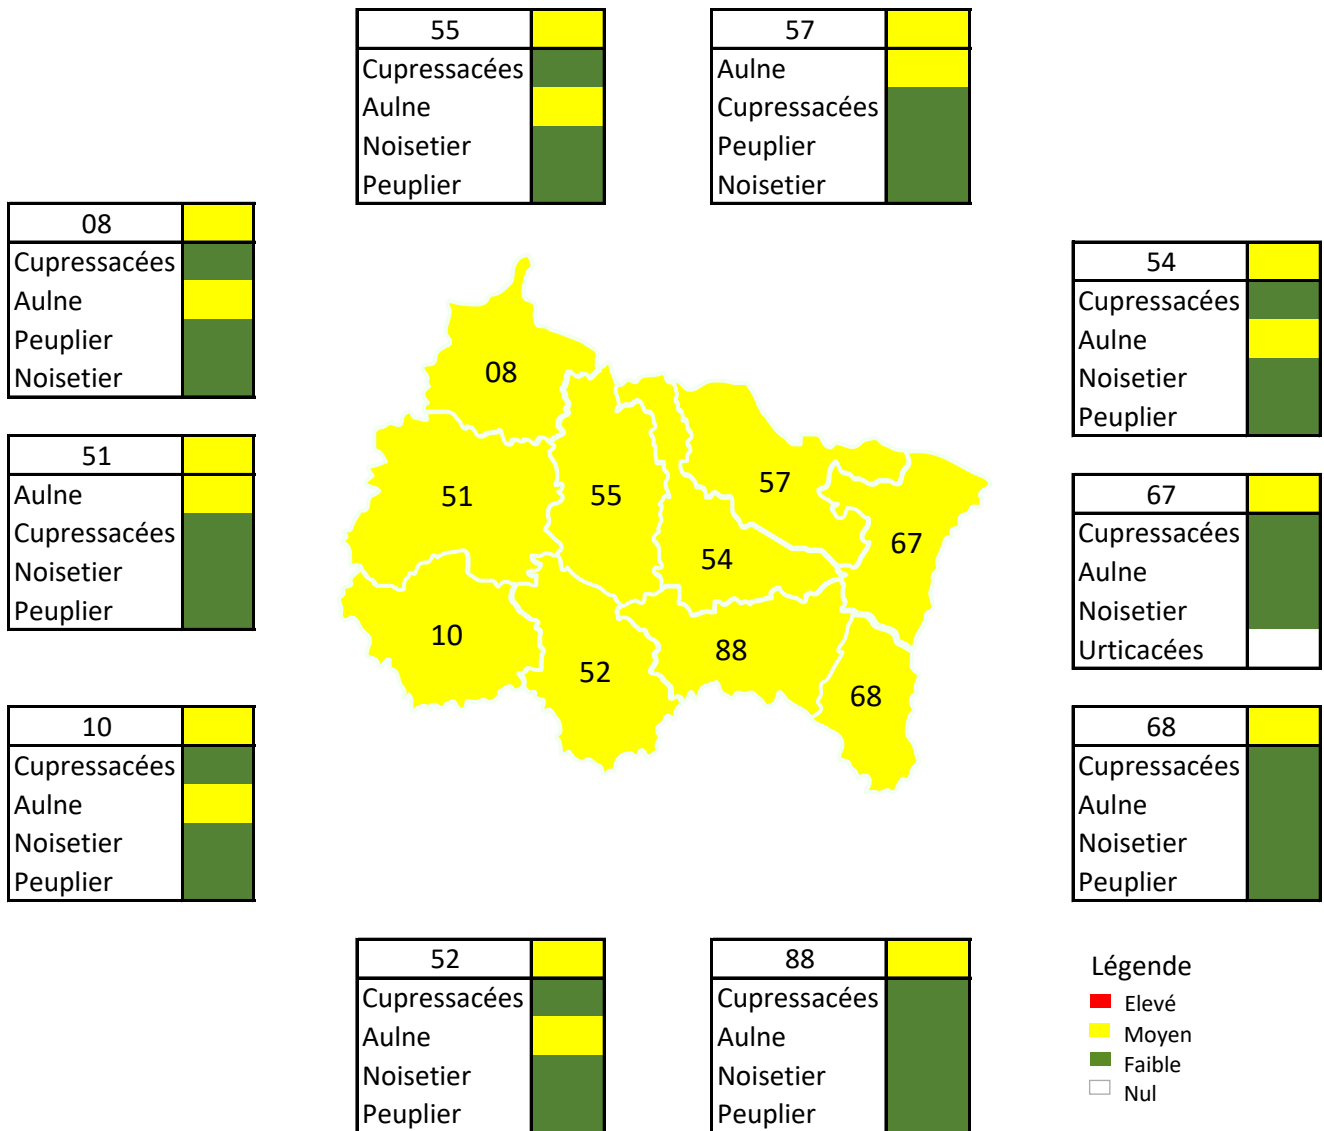 55
Cupressacées
Aulne
Noisetier
Peuplier
57
Aulne
Cupressacées
Peuplier
Noisetier
08
Cupressacées
Aulne
Peuplier
Noisetier
51
Aulne
Cupressacées
Noisetier
Peuplier
10
Cupressacées
Aulne
Noisetier
Peuplier
08
51
55
57
54
67
10
52
88
68
54
Cupressacées
Aulne
Noisetier
Peuplier
67
Cupressacées
Aulne
Noisetier
Urticacées
68
Cupressacées
Aulne
Noisetier
Peuplier
52
Cupressacées
Aulne
Noisetier
Peuplier
88
Cupressacées
Aulne
Noisetier
Peuplier
Légende
Elevé
Moyen
Faible
Nul